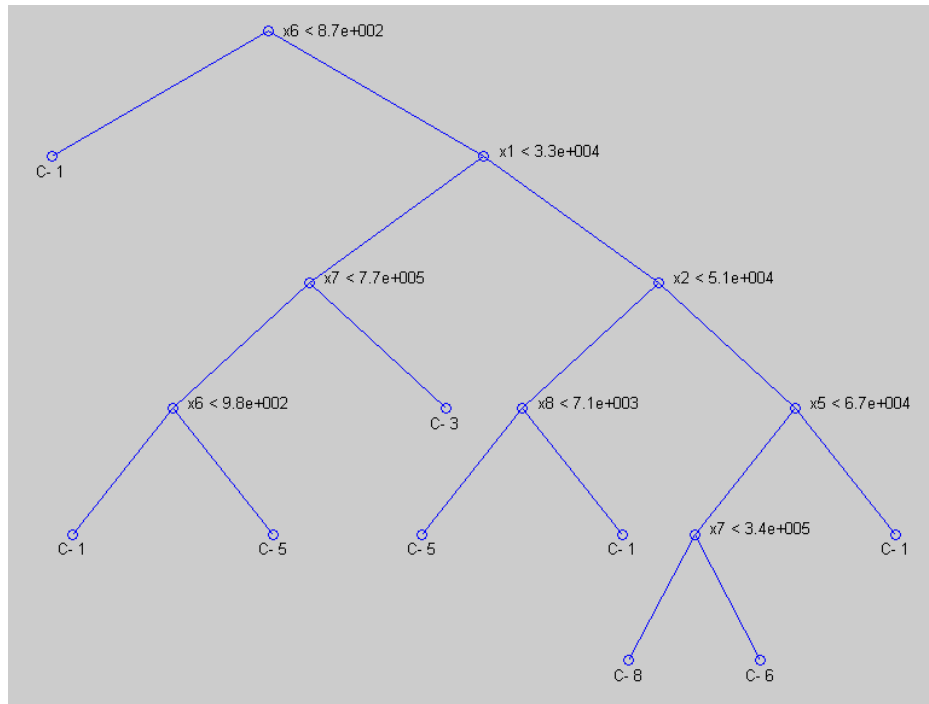 x6 < 8.7e+002
x1 < 3.3e+004
C- 1
x7 < 7.7e+005
x2 < 5.1e+004
x6 < 9.8e+002
x8 < 7.1e+003
x5 < 6.7e+004
C- 3
x7 < 3.4e+005
C- 1
C- 5
C- 5
C- 1
C- 1
C- 8
C- 6